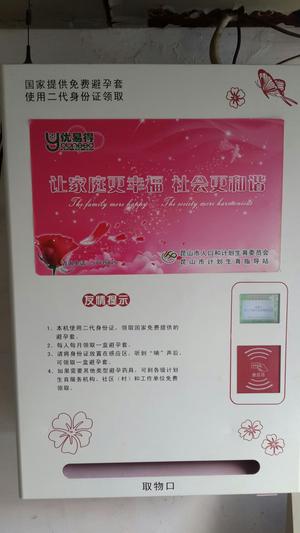 国家提供免费避孕套
使用二代身份证领取
优易得
让家庭更幸福 社会更和谐
The family more happy The society more harmonists
昆山市人口和计划生育委员会
昆山市计划生育指导站
友情提示
1、本机使用二代身份证，领取国家免费提供的
避孕套。
2、每人每月领取一盒避孕套。
3、请将身份证放置在感应区，听到“嘀”声后，
可领取一盒避孕套。
4、如果需要其他类型避孕药具，可到各级计划
生育服务机构、社区（村）和工作单位免费
领取。
感应区
取物口